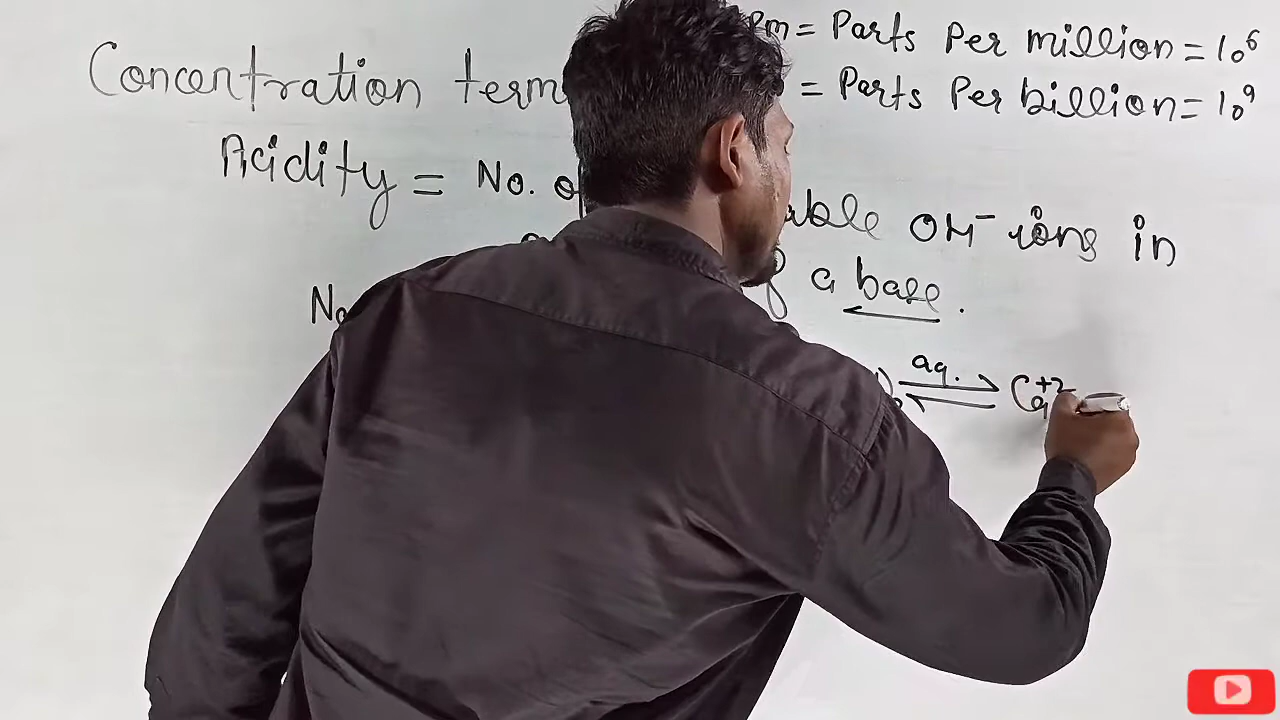 Pm = Parts Per million = 10⁶
Concentration term = Parts Per billion = 10⁹
Acidity = No. of able OH⁻ ions in
a base.
No
aq. ⇌ Ca⁺²